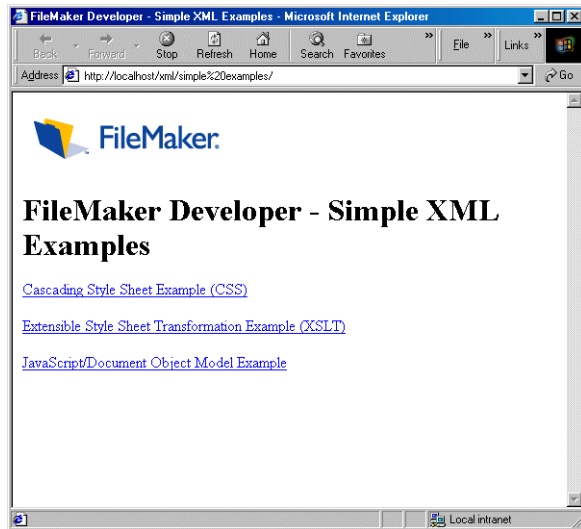 FileMaker Developer - Simple XML Examples - Microsoft Internet Explorer
Back Forward Stop Refresh Home Search Favorites » File » Links »
Address http://localhost/xml/simple%20examples/ Go
FileMaker.
FileMaker Developer - Simple XML
Examples
Cascading Style Sheet Example (CSS)
Extensible Style Sheet Transformation Example (XSLT)
JavaScript/Document Object Model Example
Local intranet